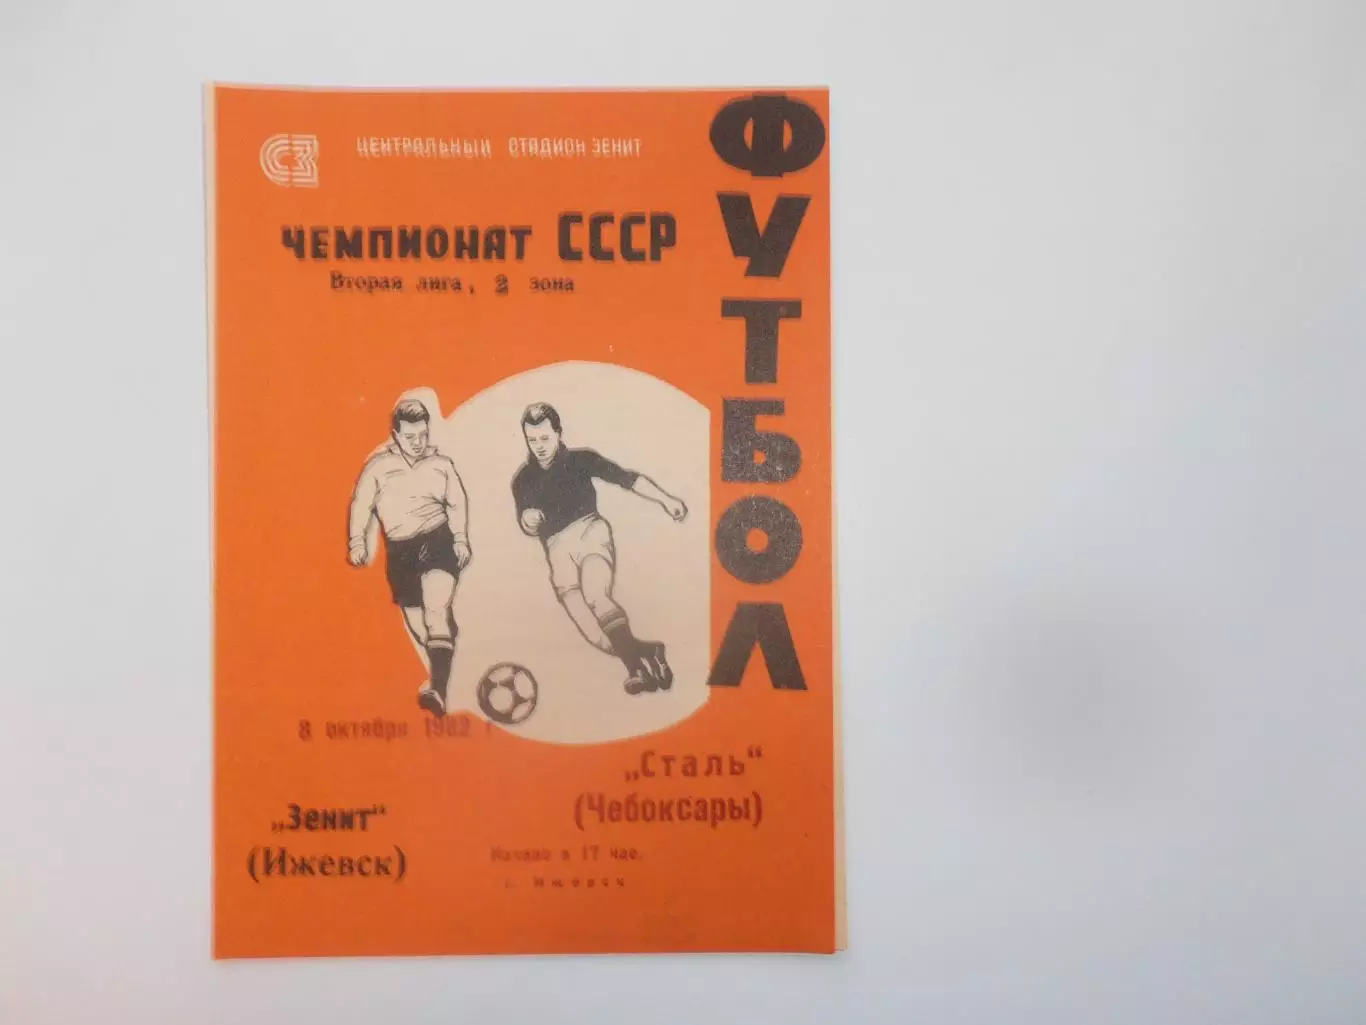 СЗ
ЦЕНТРАЛЬНЫЙ СТАДИОН ЗЕНИТ
ФУТБОЛ
ЧЕМПИОНАТ СССР
Вторая лига, 2 зона
8 октября 1982 г
„Сталь“
(Чебоксары)
„Зенит“
(Ижевск)
Начало в 17 час.
г. Ижевск